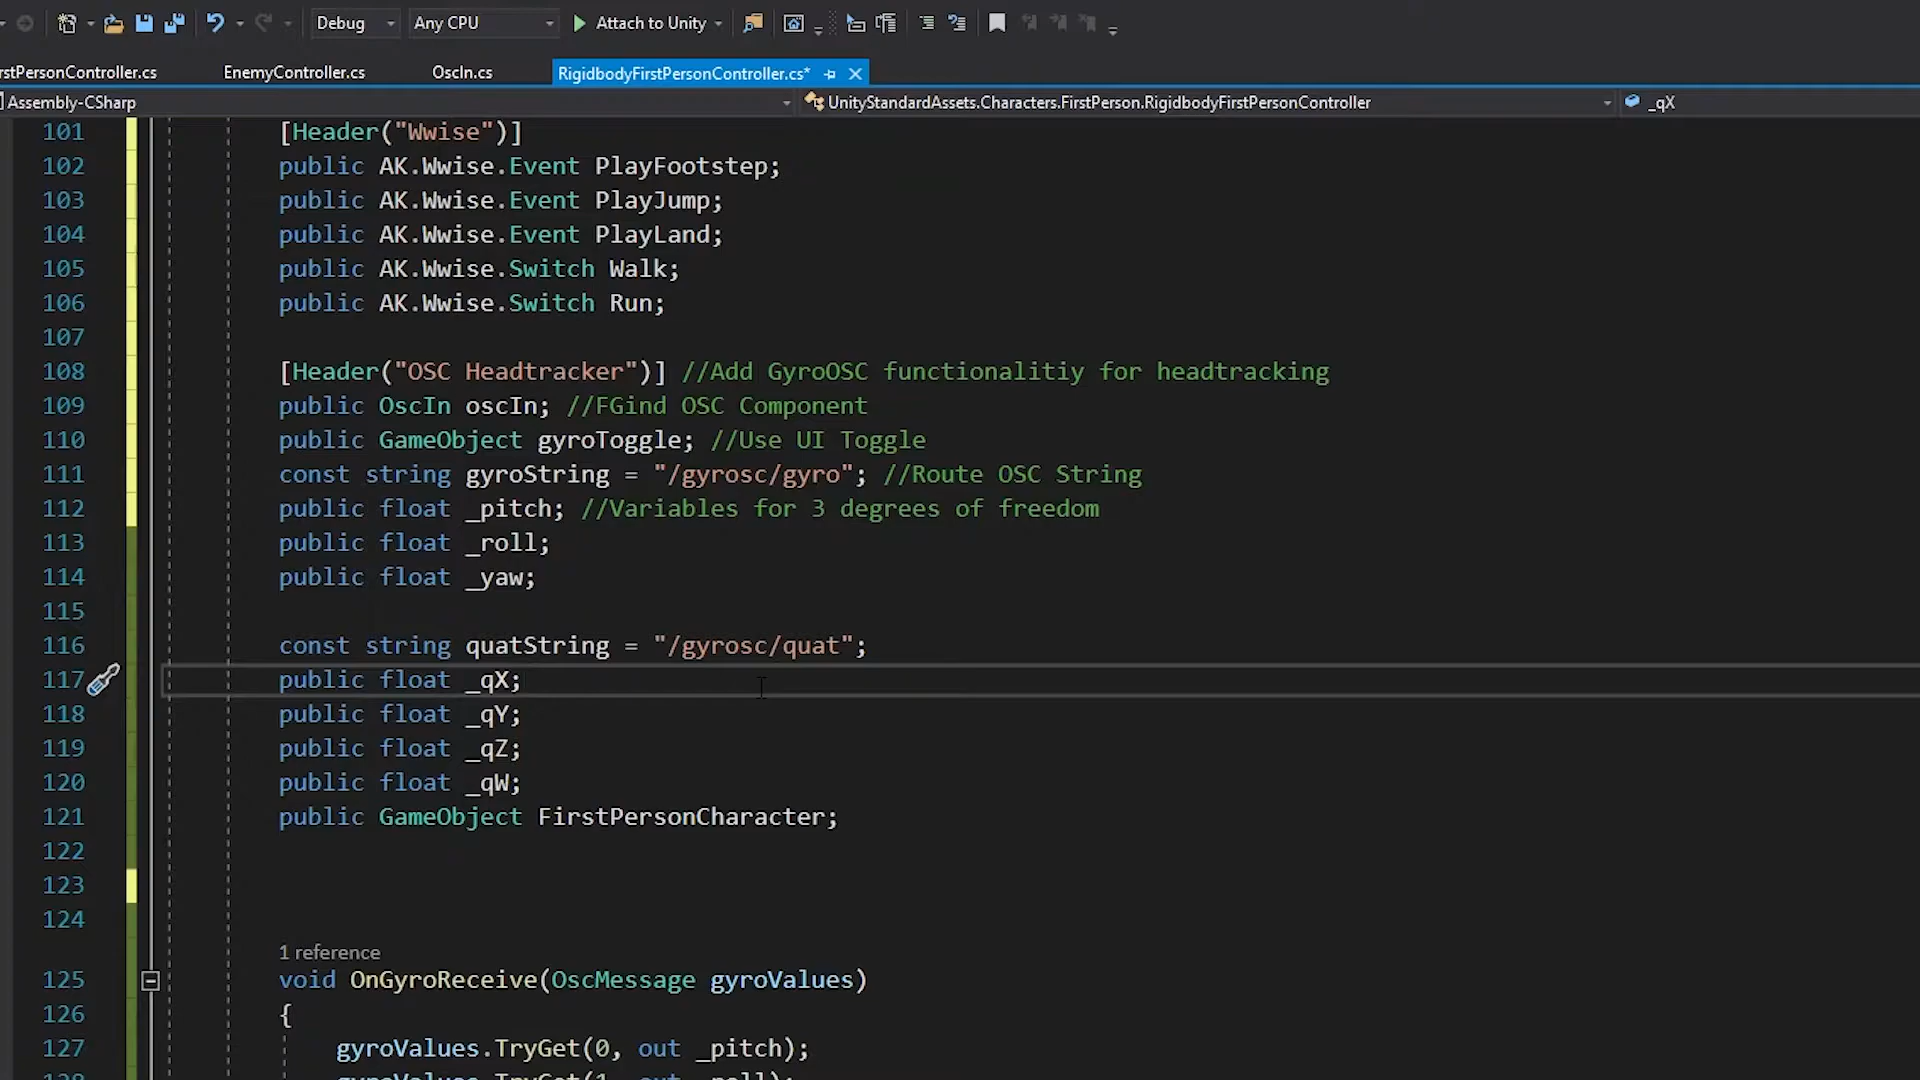 Debug
Any CPU
Attach to Unity
rstPersonController.cs
EnemyController.cs
OscIn.cs
RigidbodyFirstPersonController.cs*
Assembly-CSharp
UnityStandardAssets.Characters.FirstPerson.RigidbodyFirstPersonController
_qX
101 [Header("Wwise")]
102 public AK.Wwise.Event PlayFootstep;
103 public AK.Wwise.Event PlayJump;
104 public AK.Wwise.Event PlayLand;
105 public AK.Wwise.Switch Walk;
106 public AK.Wwise.Switch Run;
107
108 [Header("OSC Headtracker")] //Add GyroOSC functionalitiy for headtracking
109 public OscIn oscIn; //FGind OSC Component
110 public GameObject gyroToggle; //Use UI Toggle
111 const string gyroString = "/gyrosc/gyro"; //Route OSC String
112 public float _pitch; //Variables for 3 degrees of freedom
113 public float _roll;
114 public float _yaw;
115
116 const string quatString = "/gyrosc/quat";
117 public float _qX;
118 public float _qY;
119 public float _qZ;
120 public float _qW;
121 public GameObject FirstPersonCharacter;
122
123
124
1 reference
125 void OnGyroReceive(OscMessage gyroValues)
126 {
127 gyroValues.TryGet(0, out _pitch);
128 gyroValues.TryGet(1, out _roll);